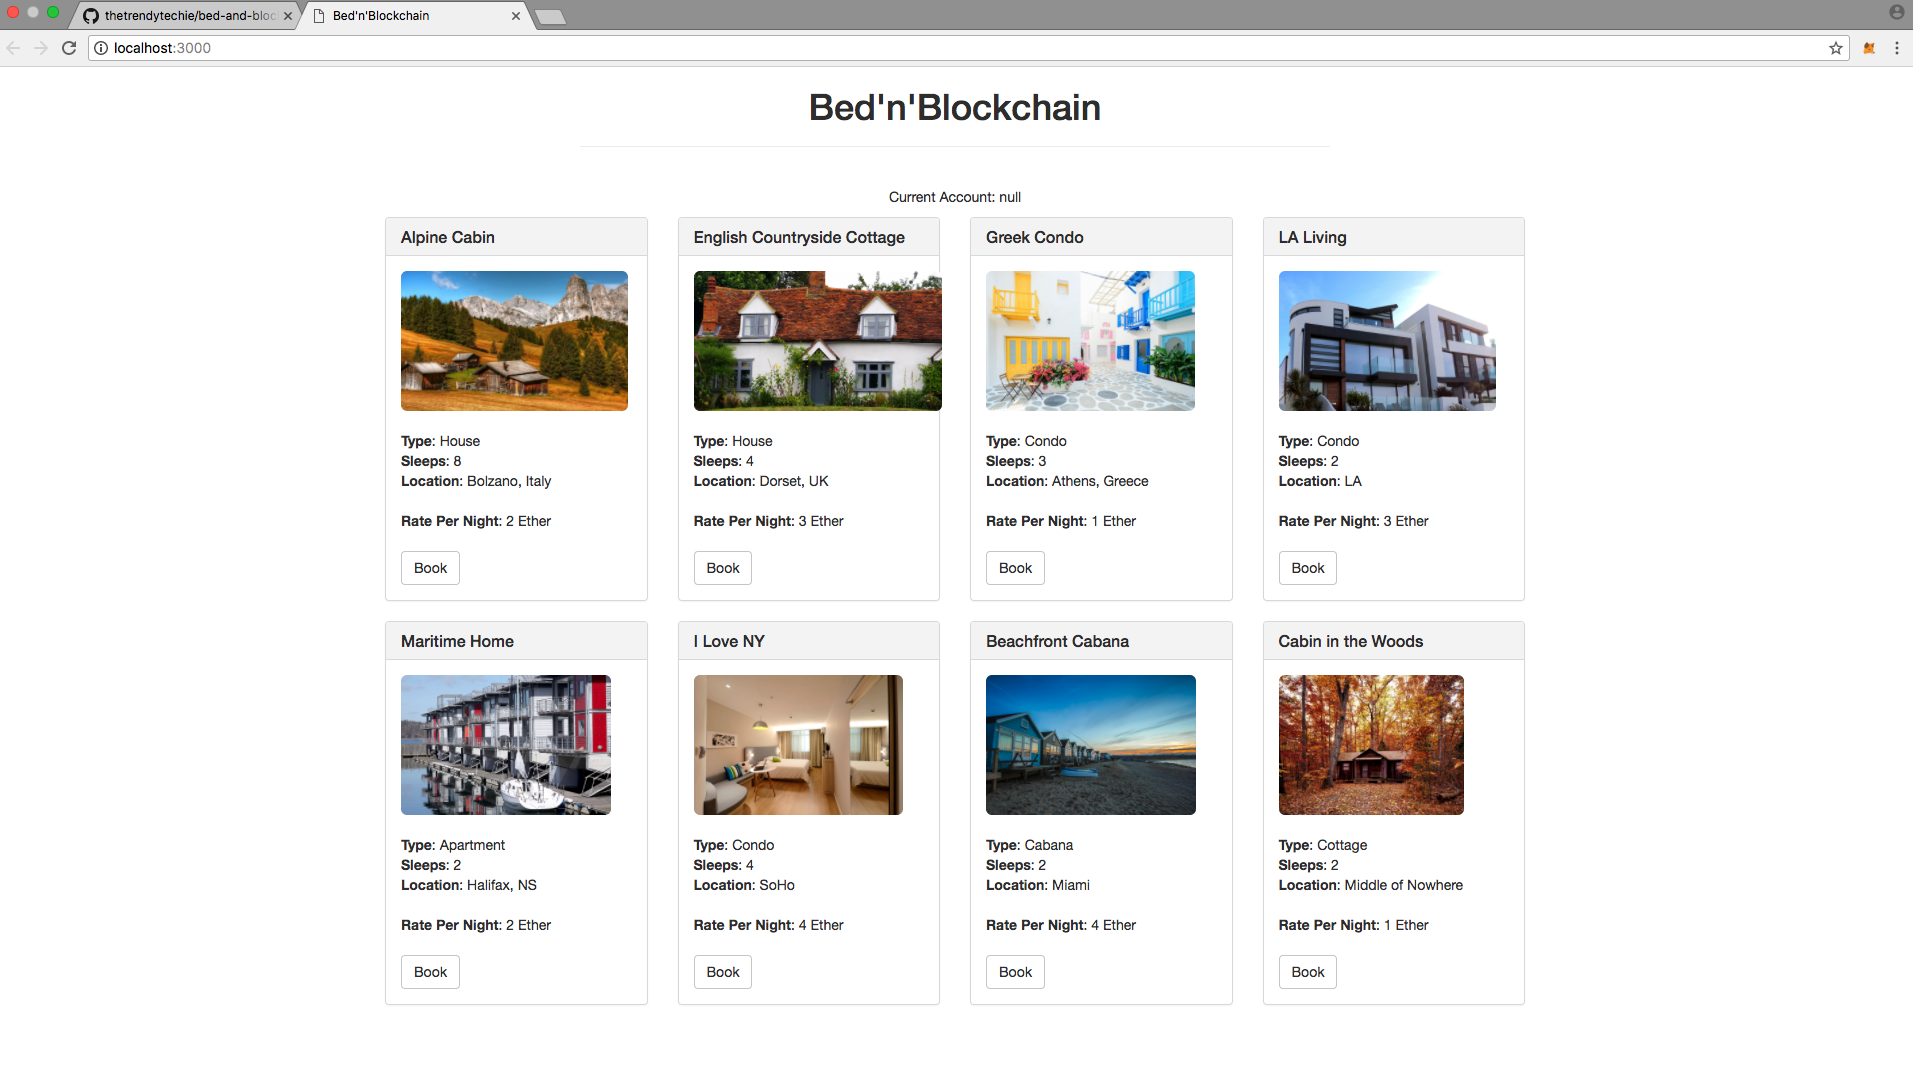 thetrendytechie/bed-and-bloc
Bed'n'Blockchain
localhost:3000
Bed'n'Blockchain
Current Account: null
Alpine Cabin
Type: House
Sleeps: 8
Location: Bolzano, Italy
Rate Per Night: 2 Ether
Book
English Countryside Cottage
Type: House
Sleeps: 4
Location: Dorset, UK
Rate Per Night: 3 Ether
Book
Greek Condo
Type: Condo
Sleeps: 3
Location: Athens, Greece
Rate Per Night: 1 Ether
Book
LA Living
Type: Condo
Sleeps: 2
Location: LA
Rate Per Night: 3 Ether
Book
Maritime Home
Type: Apartment
Sleeps: 2
Location: Halifax, NS
Rate Per Night: 2 Ether
Book
I Love NY
Type: Condo
Sleeps: 4
Location: SoHo
Rate Per Night: 4 Ether
Book
Beachfront Cabana
Type: Cabana
Sleeps: 2
Location: Miami
Rate Per Night: 4 Ether
Book
Cabin in the Woods
Type: Cottage
Sleeps: 2
Location: Middle of Nowhere
Rate Per Night: 1 Ether
Book